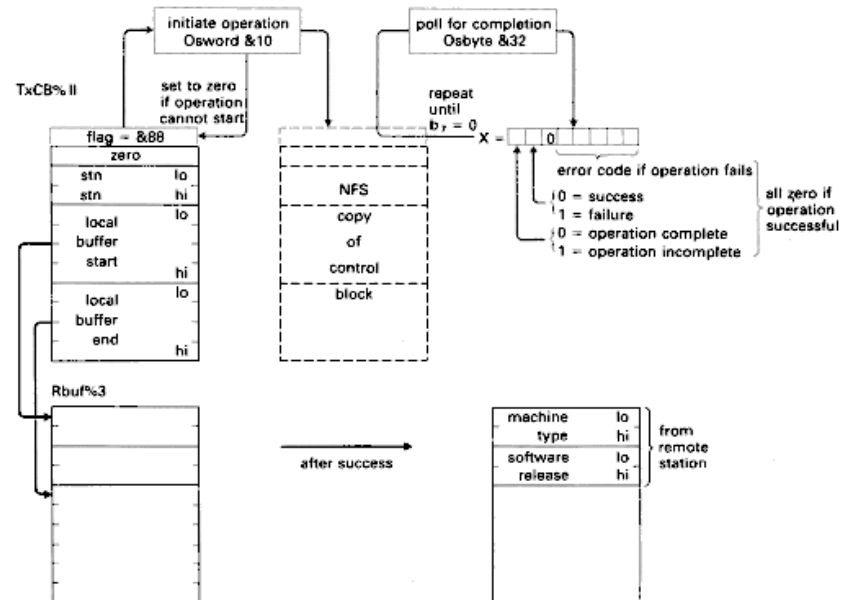 initiate operation
Osword &10
poll for completion
Osbyte &32
TxCB% II
set to zero
if operation
cannot start
repeat
until
b₇ = 0
X =
0
flag = &88
zero
stn lo
stn hi
local lo
buffer
start
hi
local lo
buffer
end
hi
NFS
copy
of
control
block
error code if operation fails
0 = success
1 = failure
0 = operation complete
1 = operation incomplete
all zero if
operation
successful
Rbuf%3
after success
machine lo
type hi
software lo
release hi
from
remote
station